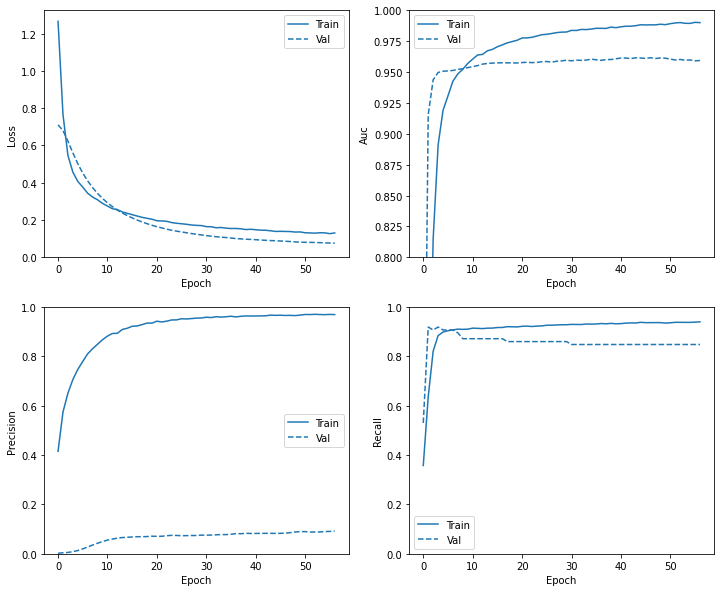 Train
Val
Loss
1.2
1.0
0.8
0.6
0.4
0.2
0.0
0 10 20 30 40 50
Epoch
Train
Val
Auc
1.000
0.975
0.950
0.925
0.900
0.875
0.850
0.825
0.800
0 10 20 30 40 50
Epoch
Train
Val
Precision
1.0
0.8
0.6
0.4
0.2
0.0
0 10 20 30 40 50
Epoch
Train
Val
Recall
1.0
0.8
0.6
0.4
0.2
0.0
0 10 20 30 40 50
Epoch